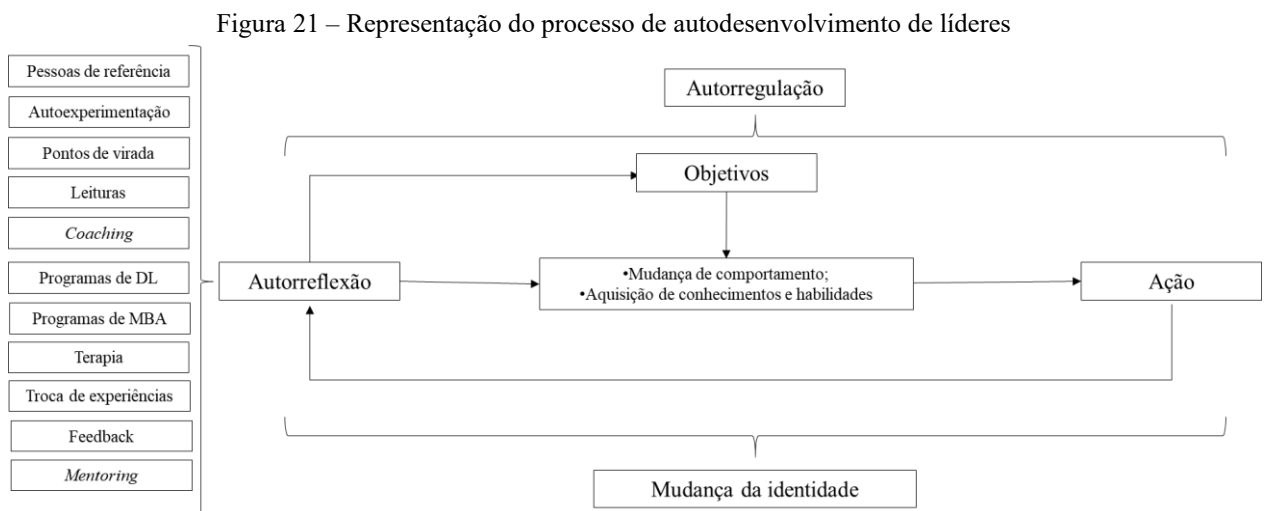 Figura 21 – Representação do processo de autodesenvolvimento de líderes
Pessoas de referência
Autoexperimentação
Pontos de virada
Leituras
Coaching
Programas de DL
Programas de MBA
Terapia
Troca de experiências
Feedback
Mentoring
Autorregulação
Objetivos
Autorreflexão
•Mudança de comportamento;
•Aquisição de conhecimentos e habilidades
Ação
Mudança da identidade